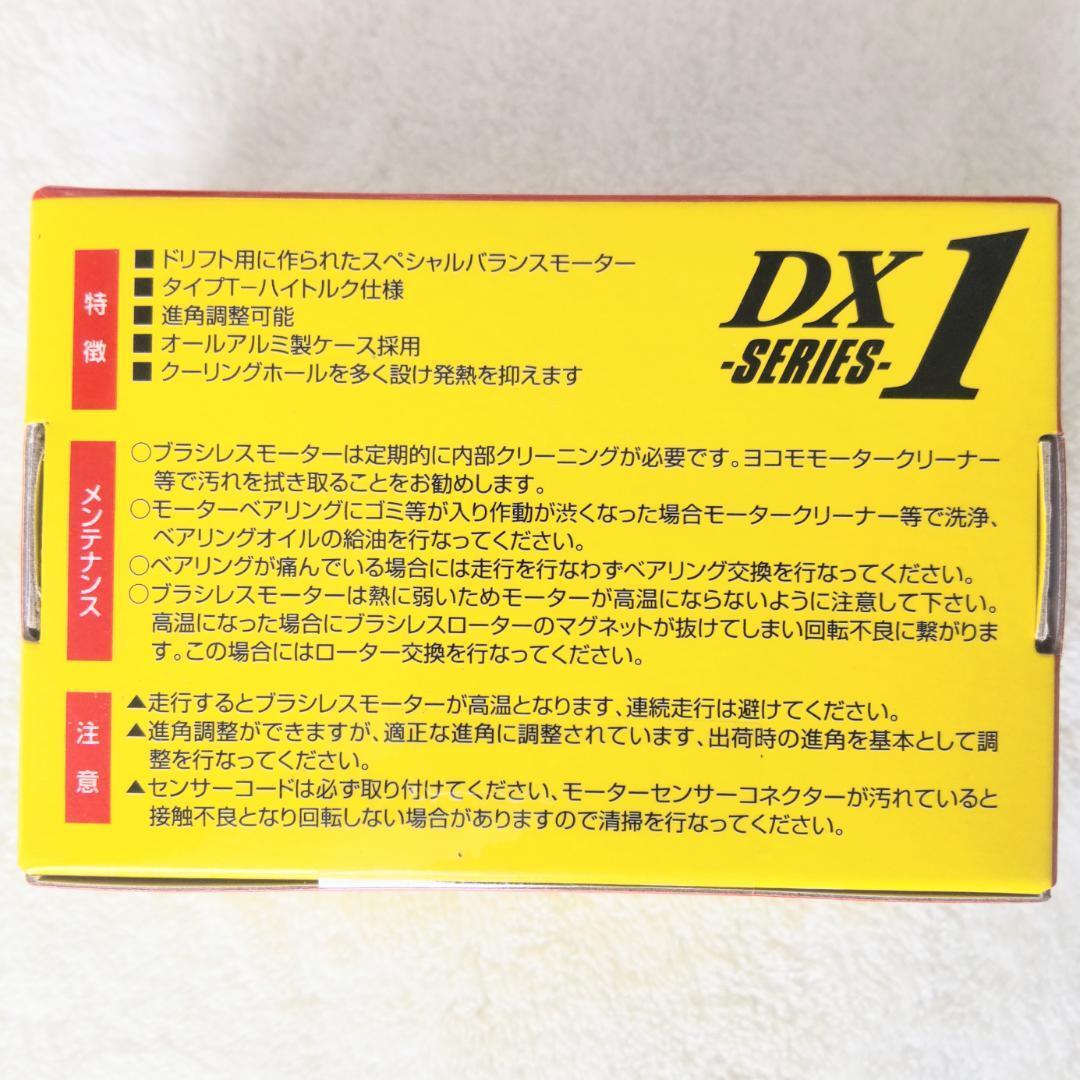 特徴
■ ドリフト用に作られたスペシャルバランスモーター
■ タイプT−ハイトルク仕様
■ 進角調整可能
■ オールアルミ製ケース採用
■ クーリングホールを多く設け発熱を抑えます
DX1
-SERIES-
メンテナンス
○ブラシレスモーターは定期的に内部クリーニングが必要です。ヨコモモータークリーナー
等で汚れを拭き取ることをお勧めします。
○モーターベアリングにゴミ等が入り作動が渋くなった場合モータークリーナー等で洗浄、
ベアリングオイルの給油を行なってください。
○ベアリングが痛んでいる場合には走行を行なわずベアリング交換を行なってください。
○ブラシレスモーターは熱に弱いためモーターが高温にならないように注意して下さい。
高温になった場合にブラシレスローターのマグネットが抜けてしまい回転不良に繋がりま
す。この場合にはローター交換を行なってください。
注意
▲走行するとブラシレスモーターが高温となります、連続走行は避けてください。
▲進角調整ができますが、適正な進角に調整されています、出荷時の進角を基本として調
整を行なってください。
▲センサーコードは必ず取り付けてください、モーターセンサーコネクターが汚れていると
接触不良となり回転しない場合がありますので清掃を行なってください。